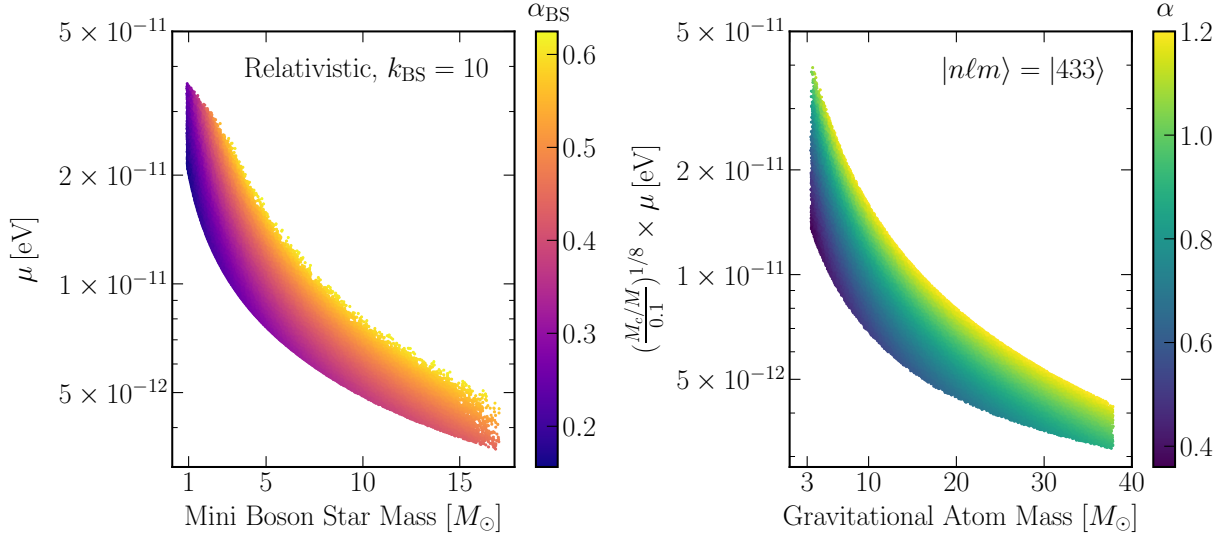 α_BS
5 × 10⁻¹¹
2 × 10⁻¹¹
1 × 10⁻¹¹
5 × 10⁻¹²
μ [eV]
Relativistic, k_BS = 10
1 5 10 15
Mini Boson Star Mass [M_⊙]
0.6
0.5
0.4
0.3
0.2
α
5 × 10⁻¹¹
2 × 10⁻¹¹
1 × 10⁻¹¹
5 × 10⁻¹²
(\frac{M_c/M}{0.1})^{1/8} × μ [eV]
|nℓm⟩ = |433⟩
3 10 20 30 40
Gravitational Atom Mass [M_⊙]
1.2
1.0
0.8
0.6
0.4